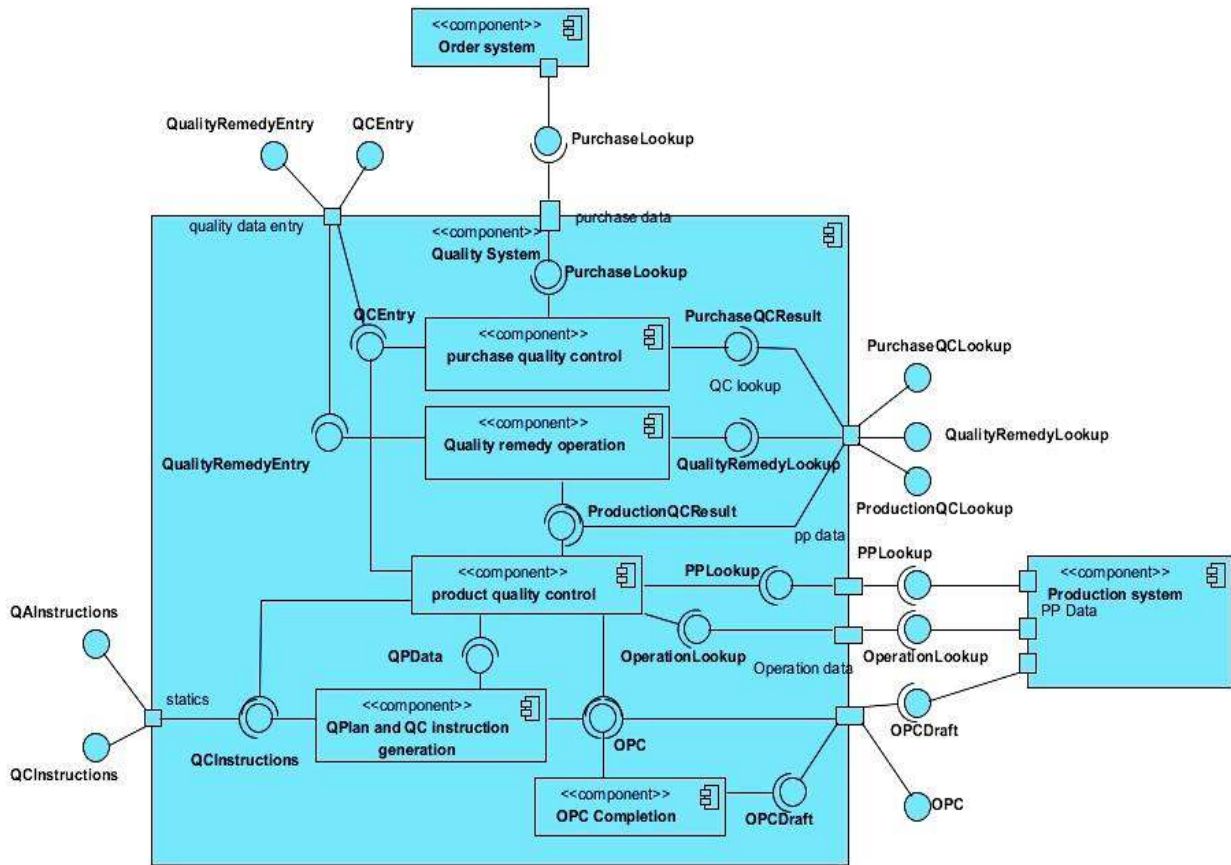 <<component>>
Order system
QualityRemedyEntry
QCEntry
PurchaseLookup
quality data entry
purchase data
<<component>>
Quality System
PurchaseLookup
QCEntry
<<component>>
purchase quality control
PurchaseQCResult
PurchaseQCLookup
QC lookup
<<component>>
Quality remedy operation
QualityRemedyLookup
QualityRemedyEntry
QualityRemedyLookup
ProductionQCResult
ProductionQCLookup
pp data
<<component>>
product quality control
PPLookup
PPLookup
<<component>>
Production system
PP Data
QAInstructions
QPData
OperationLookup
Operation data
OperationLookup
statics
<<component>>
QPlan and QC instruction
generation
QCInstructions
QCInstructions
OPC
OPCDraft
<<component>>
OPC Completion
OPCDraft
OPC